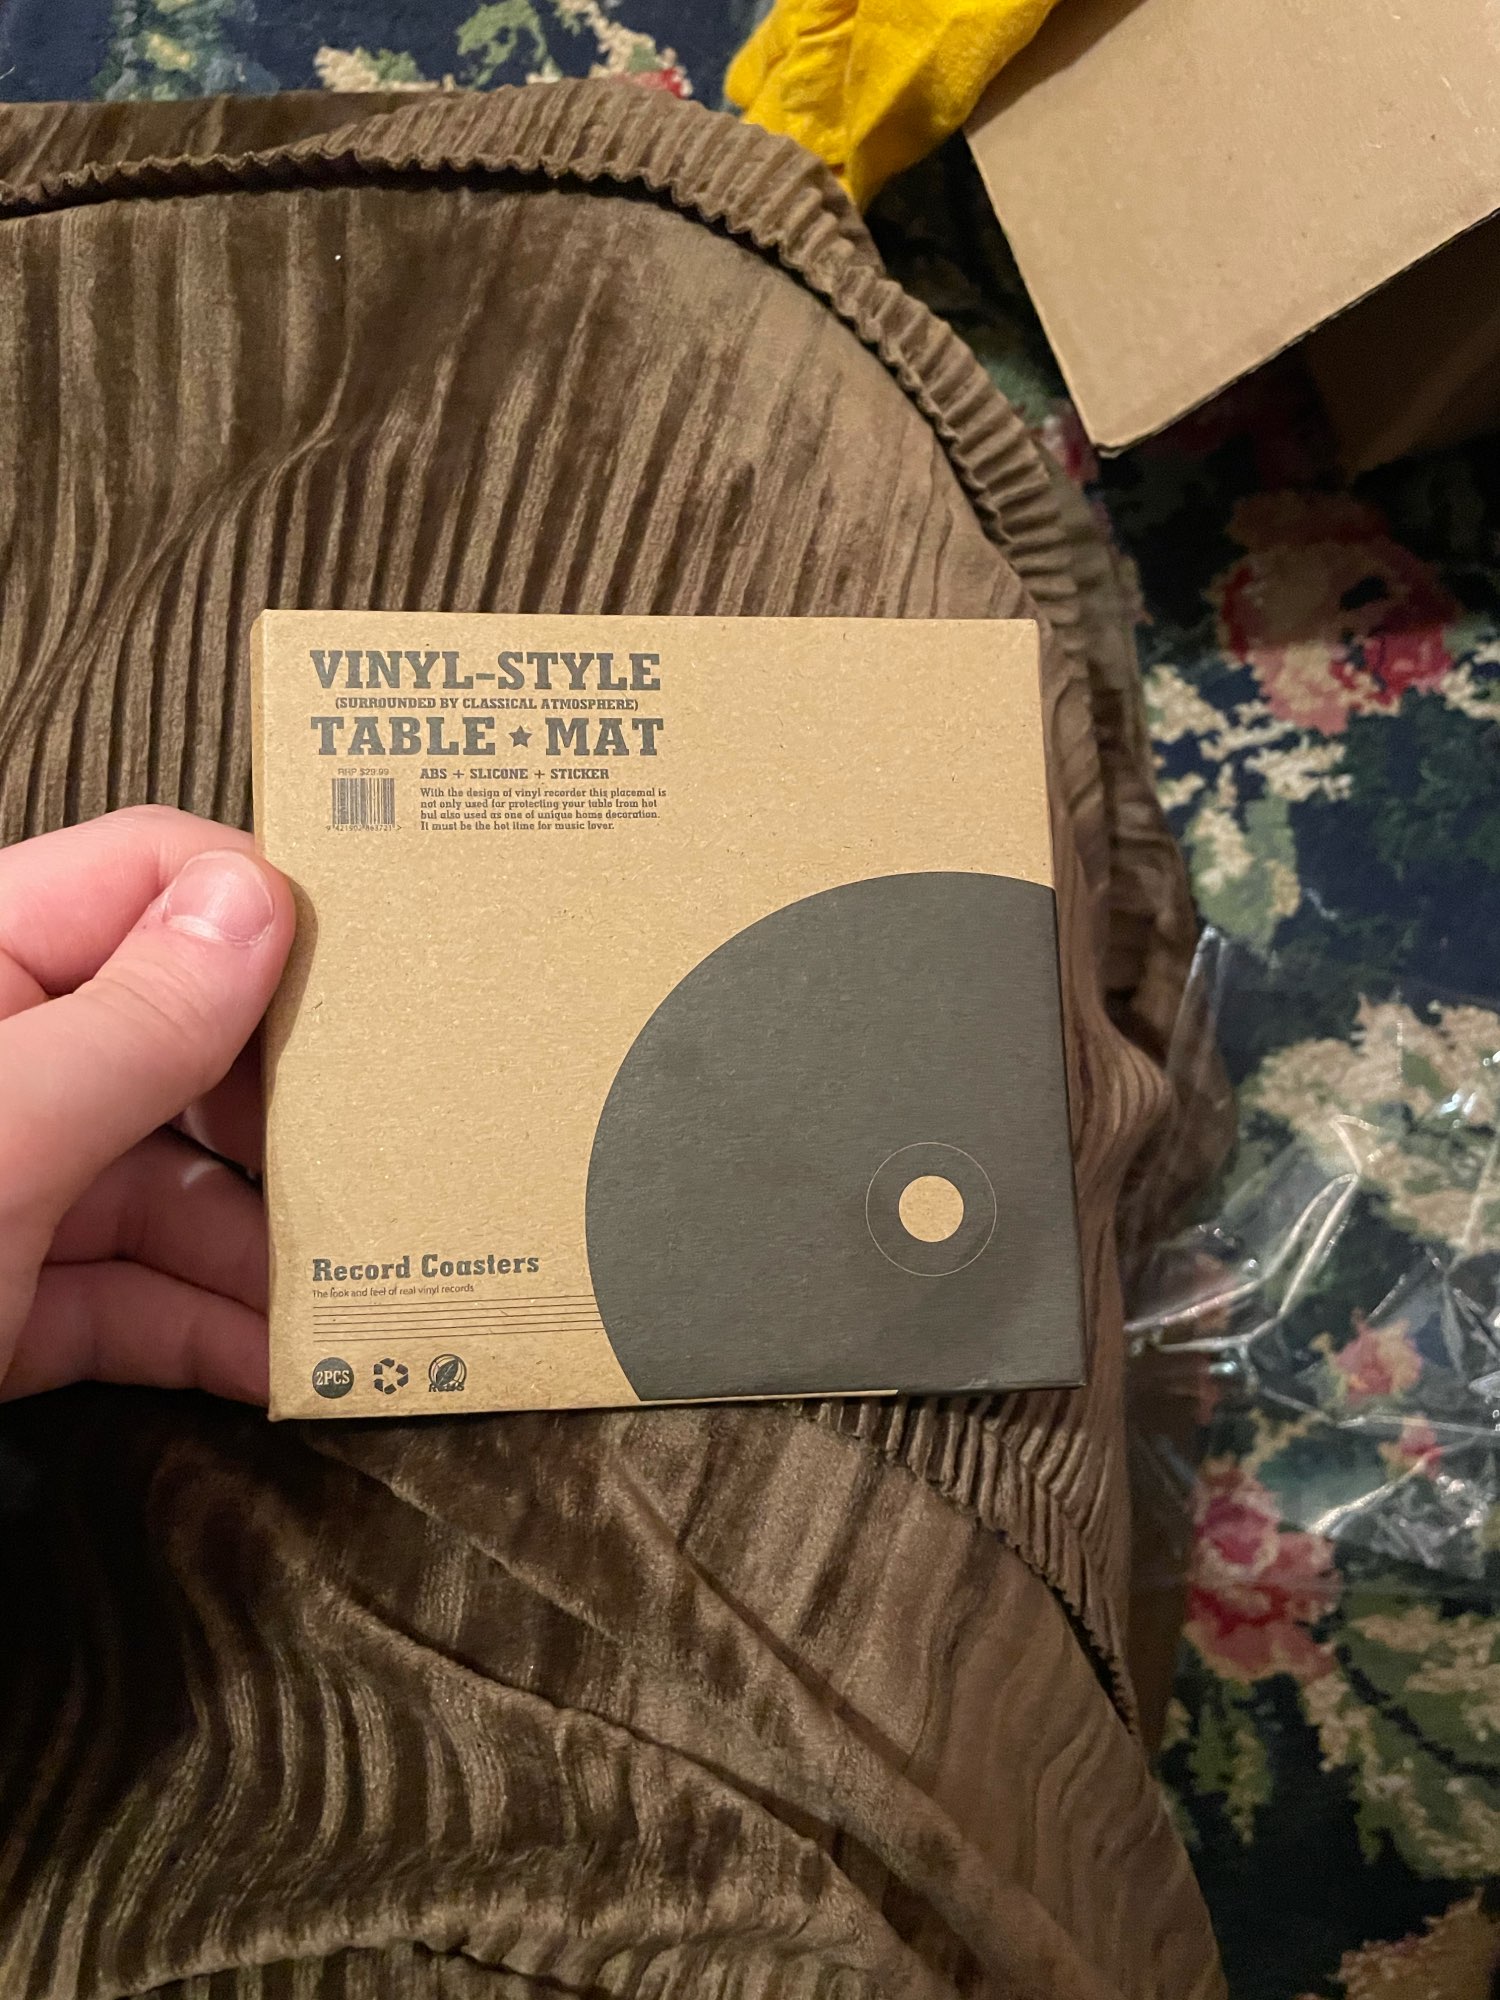 VINYL-STYLE
(SURROUNDED BY CLASSICAL ATMOSPHERE)
TABLE ★ MAT
RRP $29.99
ABS + SLICONE + STICKER
With the design of vinyl recorder this placemal is
not only used for protecting your table from hot
but also used as one of unique home decoration.
It must be the hot time for music lover.
Record Coasters
The look and feel of real vinyl records
2PCS